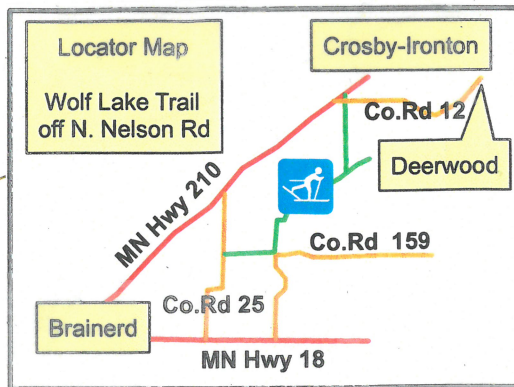 Locator Map
Wolf Lake Trail
off N. Nelson Rd
Crosby-Ironton
Co.Rd 12
Deerwood
MN Hwy 210
Co.Rd 159
Co.Rd 25
Brainerd
MN Hwy 18